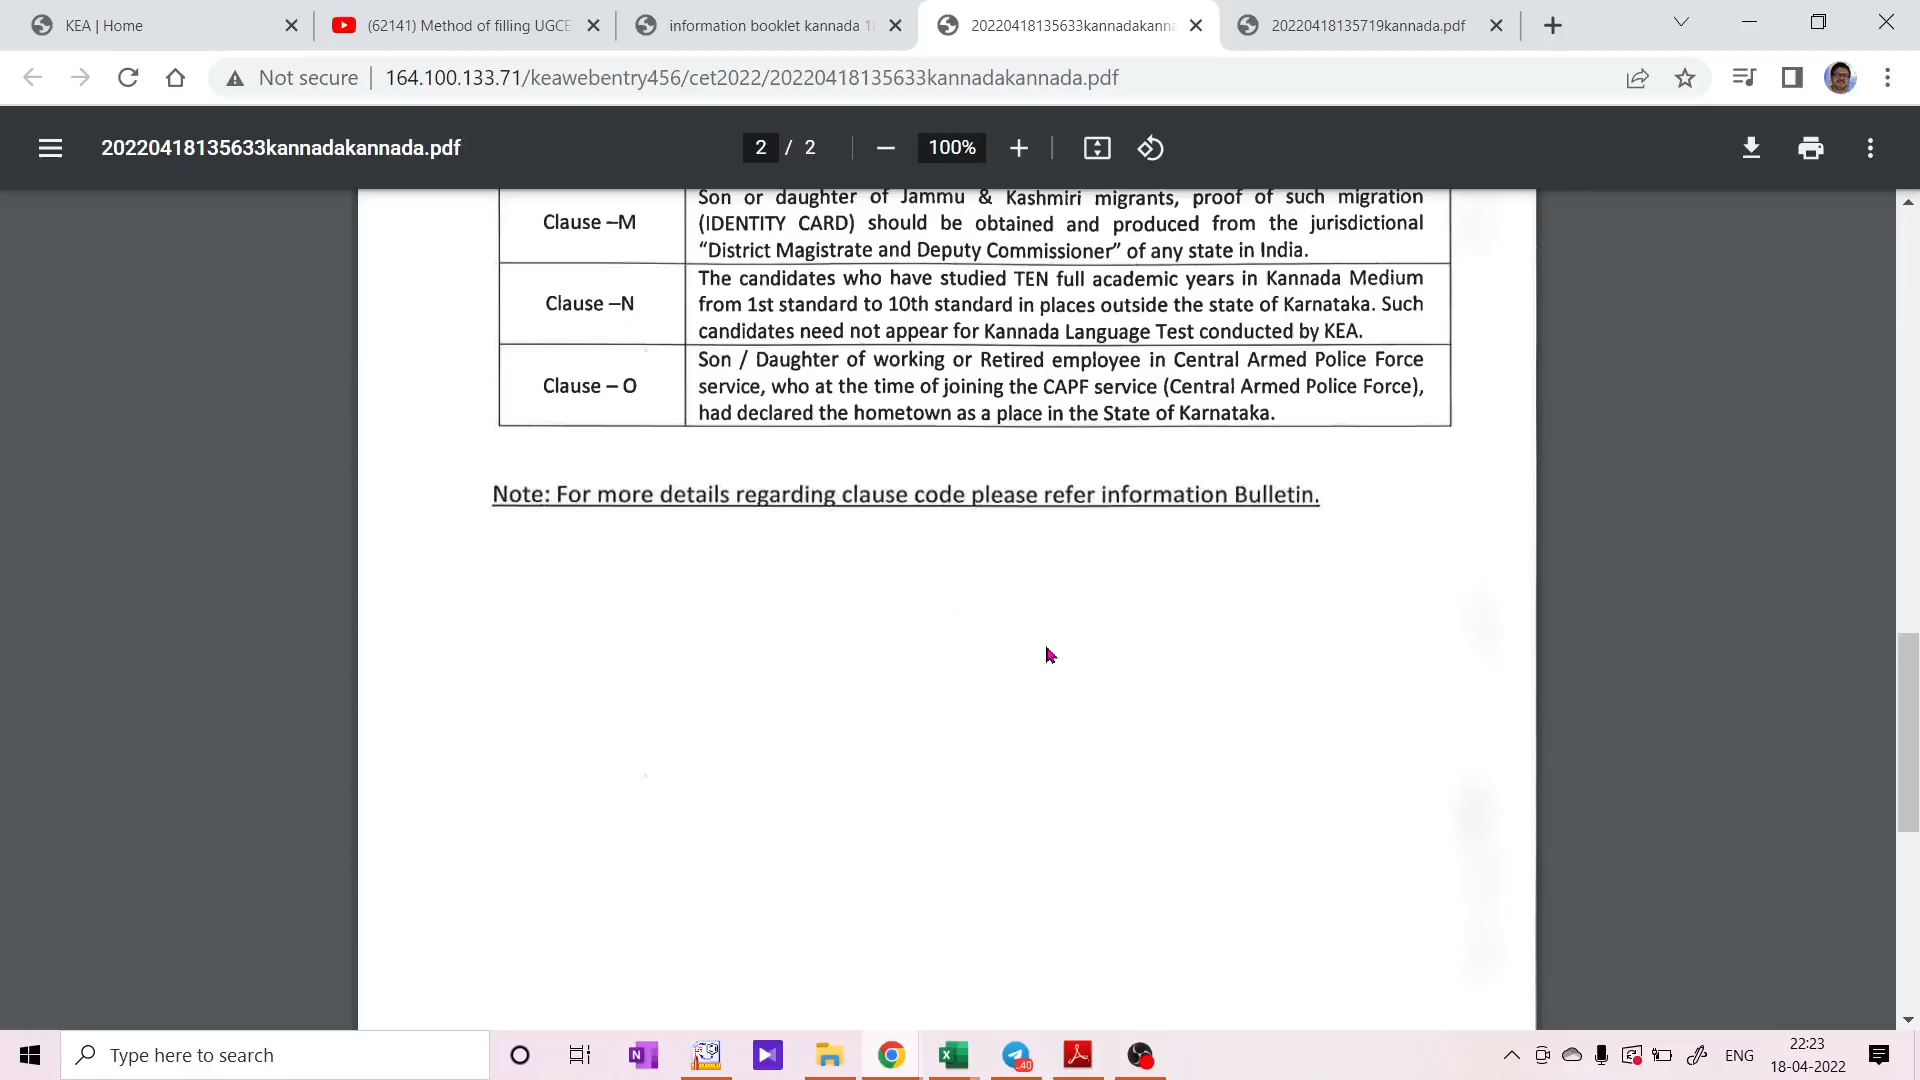 KEA | Home
(62141) Method of filling UGCE
information booklet kannada 1
20220418135633kannadakanna
20220418135719kannada.pdf
Not secure
164.100.133.71/keawebentry456/cet2022/20220418135633kannadakannada.pdf
20220418135633kannadakannada.pdf
2 / 2
100%
Clause –M
Son or daughter of Jammu & Kashmiri migrants, proof of such migration
(IDENTITY CARD) should be obtained and produced from the jurisdictional
“District Magistrate and Deputy Commissioner” of any state in India.
Clause –N
The candidates who have studied TEN full academic years in Kannada Medium
from 1st standard to 10th standard in places outside the state of Karnataka. Such
candidates need not appear for Kannada Language Test conducted by KEA.
Clause – O
Son / Daughter of working or Retired employee in Central Armed Police Force
service, who at the time of joining the CAPF service (Central Armed Police Force),
had declared the hometown as a place in the State of Karnataka.
Note: For more details regarding clause code please refer information Bulletin.
Type here to search
N
40
ENG
22:23
18-04-2022